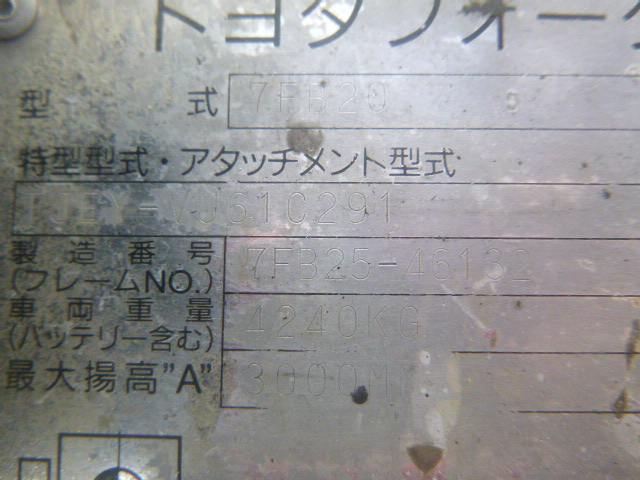 トヨタフォーク
型 式 7FB20 5
特型型式・アタッチメント型式
製造番号 7FB25-46132
(フレームNO.)
車両重量 4240KG
(バッテリー含む)
最大揚高"A" 3000M